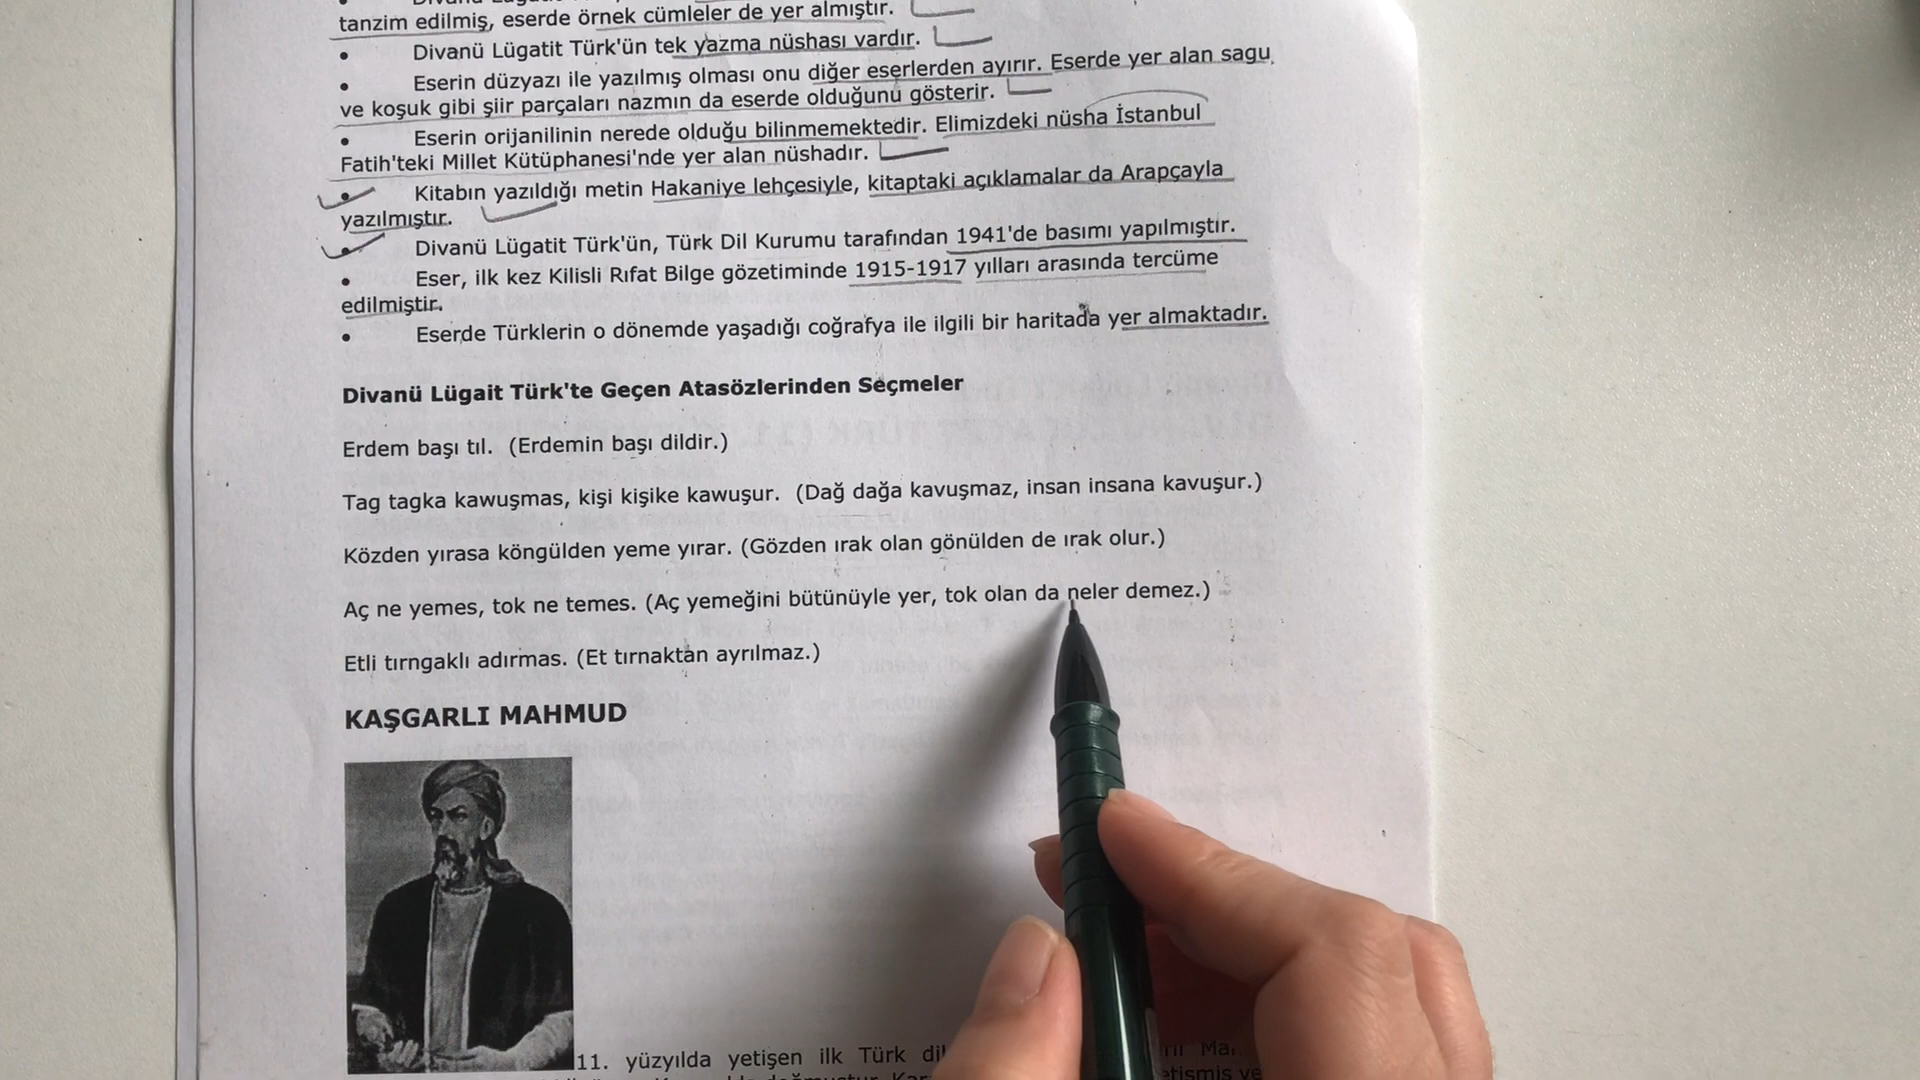 tanzim edilmiş, eserde örnek cümleler de yer almıştır.
• Divanü Lügatit Türk'ün tek yazma nüshası vardır.
• Eserin düzyazı ile yazılmış olması onu diğer eserlerden ayırır. Eserde yer alan sagu
ve koşuk gibi şiir parçaları nazmın da eserde olduğunu gösterir.
• Eserin orijanilinin nerede olduğu bilinmemektedir. Elimizdeki nüsha İstanbul
Fatih'teki Millet Kütüphanesi'nde yer alan nüshadır.
• Kitabın yazıldığı metin Hakaniye lehçesiyle, kitaptaki açıklamalar da Arapçayla
yazılmıştır.
• Divanü Lügatit Türk'ün, Türk Dil Kurumu tarafından 1941'de basımı yapılmıştır.
• Eser, ilk kez Kilisli Rıfat Bilge gözetiminde 1915-1917 yılları arasında tercüme
edilmiştir.
• Eserde Türklerin o dönemde yaşadığı coğrafya ile ilgili bir haritada yer almaktadır.
Divanü Lügait Türk'te Geçen Atasözlerinden Seçmeler
Erdem başı tıl. (Erdemin başı dildir.)
Tag tagka kawuşmas, kişi kişike kawuşur. (Dağ dağa kavuşmaz, insan insana kavuşur.)
Közden yırasa köngülden yeme yırar. (Gözden ırak olan gönülden de ırak olur.)
Aç ne yemes, tok ne temes. (Aç yemeğini bütünüyle yer, tok olan da neler demez.)
Etli tırngaklı adırmas. (Et tırnaktan ayrılmaz.)
KAŞGARLI MAHMUD
11. yüzyılda yetişen ilk Türk